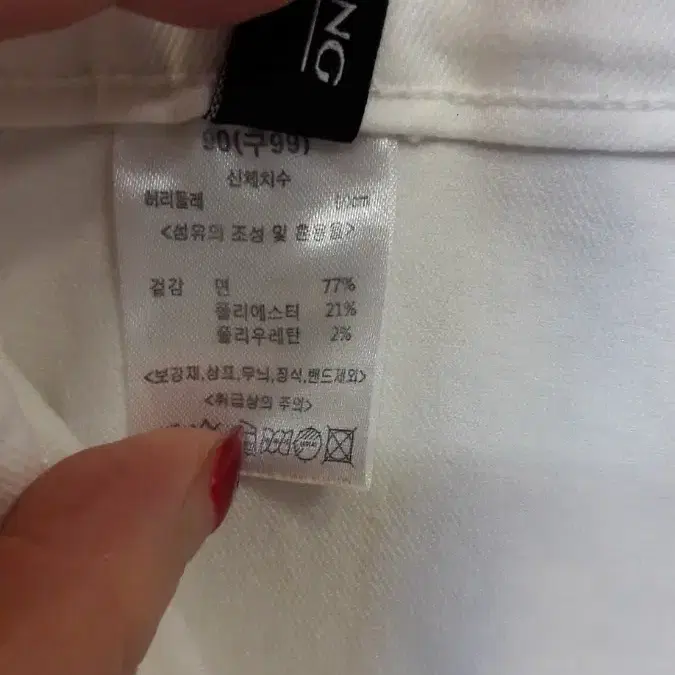 NG
90(구99)
신체치수
허리둘레
<섬유의 조성 및 혼용율>
겉감 면 77%
폴리에스터 21%
폴리우레탄 2%
<보강재,상표,무늬,장식,밴드제외>
<취급상의 주의>